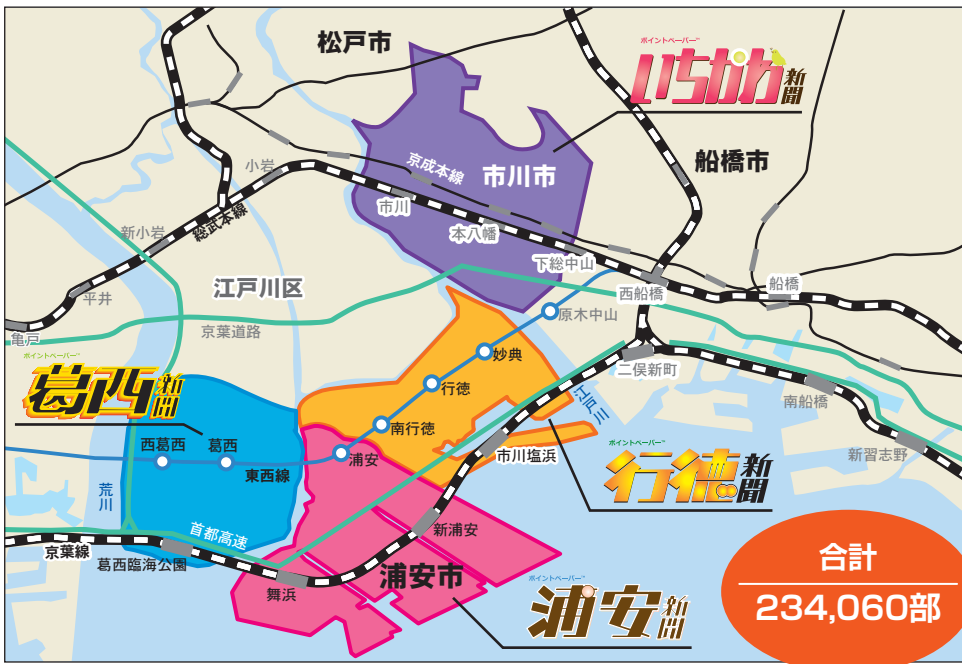 松戸市
ポイントペーパー™
いちかわ新聞
船橋市
小岩
京成本線
市川市
市川
新小岩
総武本線
本八幡
下総中山
江戸川区
西船橋
船橋
平井
原木中山
京葉道路
亀戸
妙典
二俣新町
ポイントペーパー™
葛西新聞
行徳
江戸川
南船橋
南行徳
西葛西
葛西
浦安
市川塩浜
ポイントペーパー™
行徳新聞
新習志野
東西線
荒川
首都高速
新浦安
京葉線
葛西臨海公園
舞浜
浦安市
ポイントペーパー™
浦安新聞
合計
234,060部